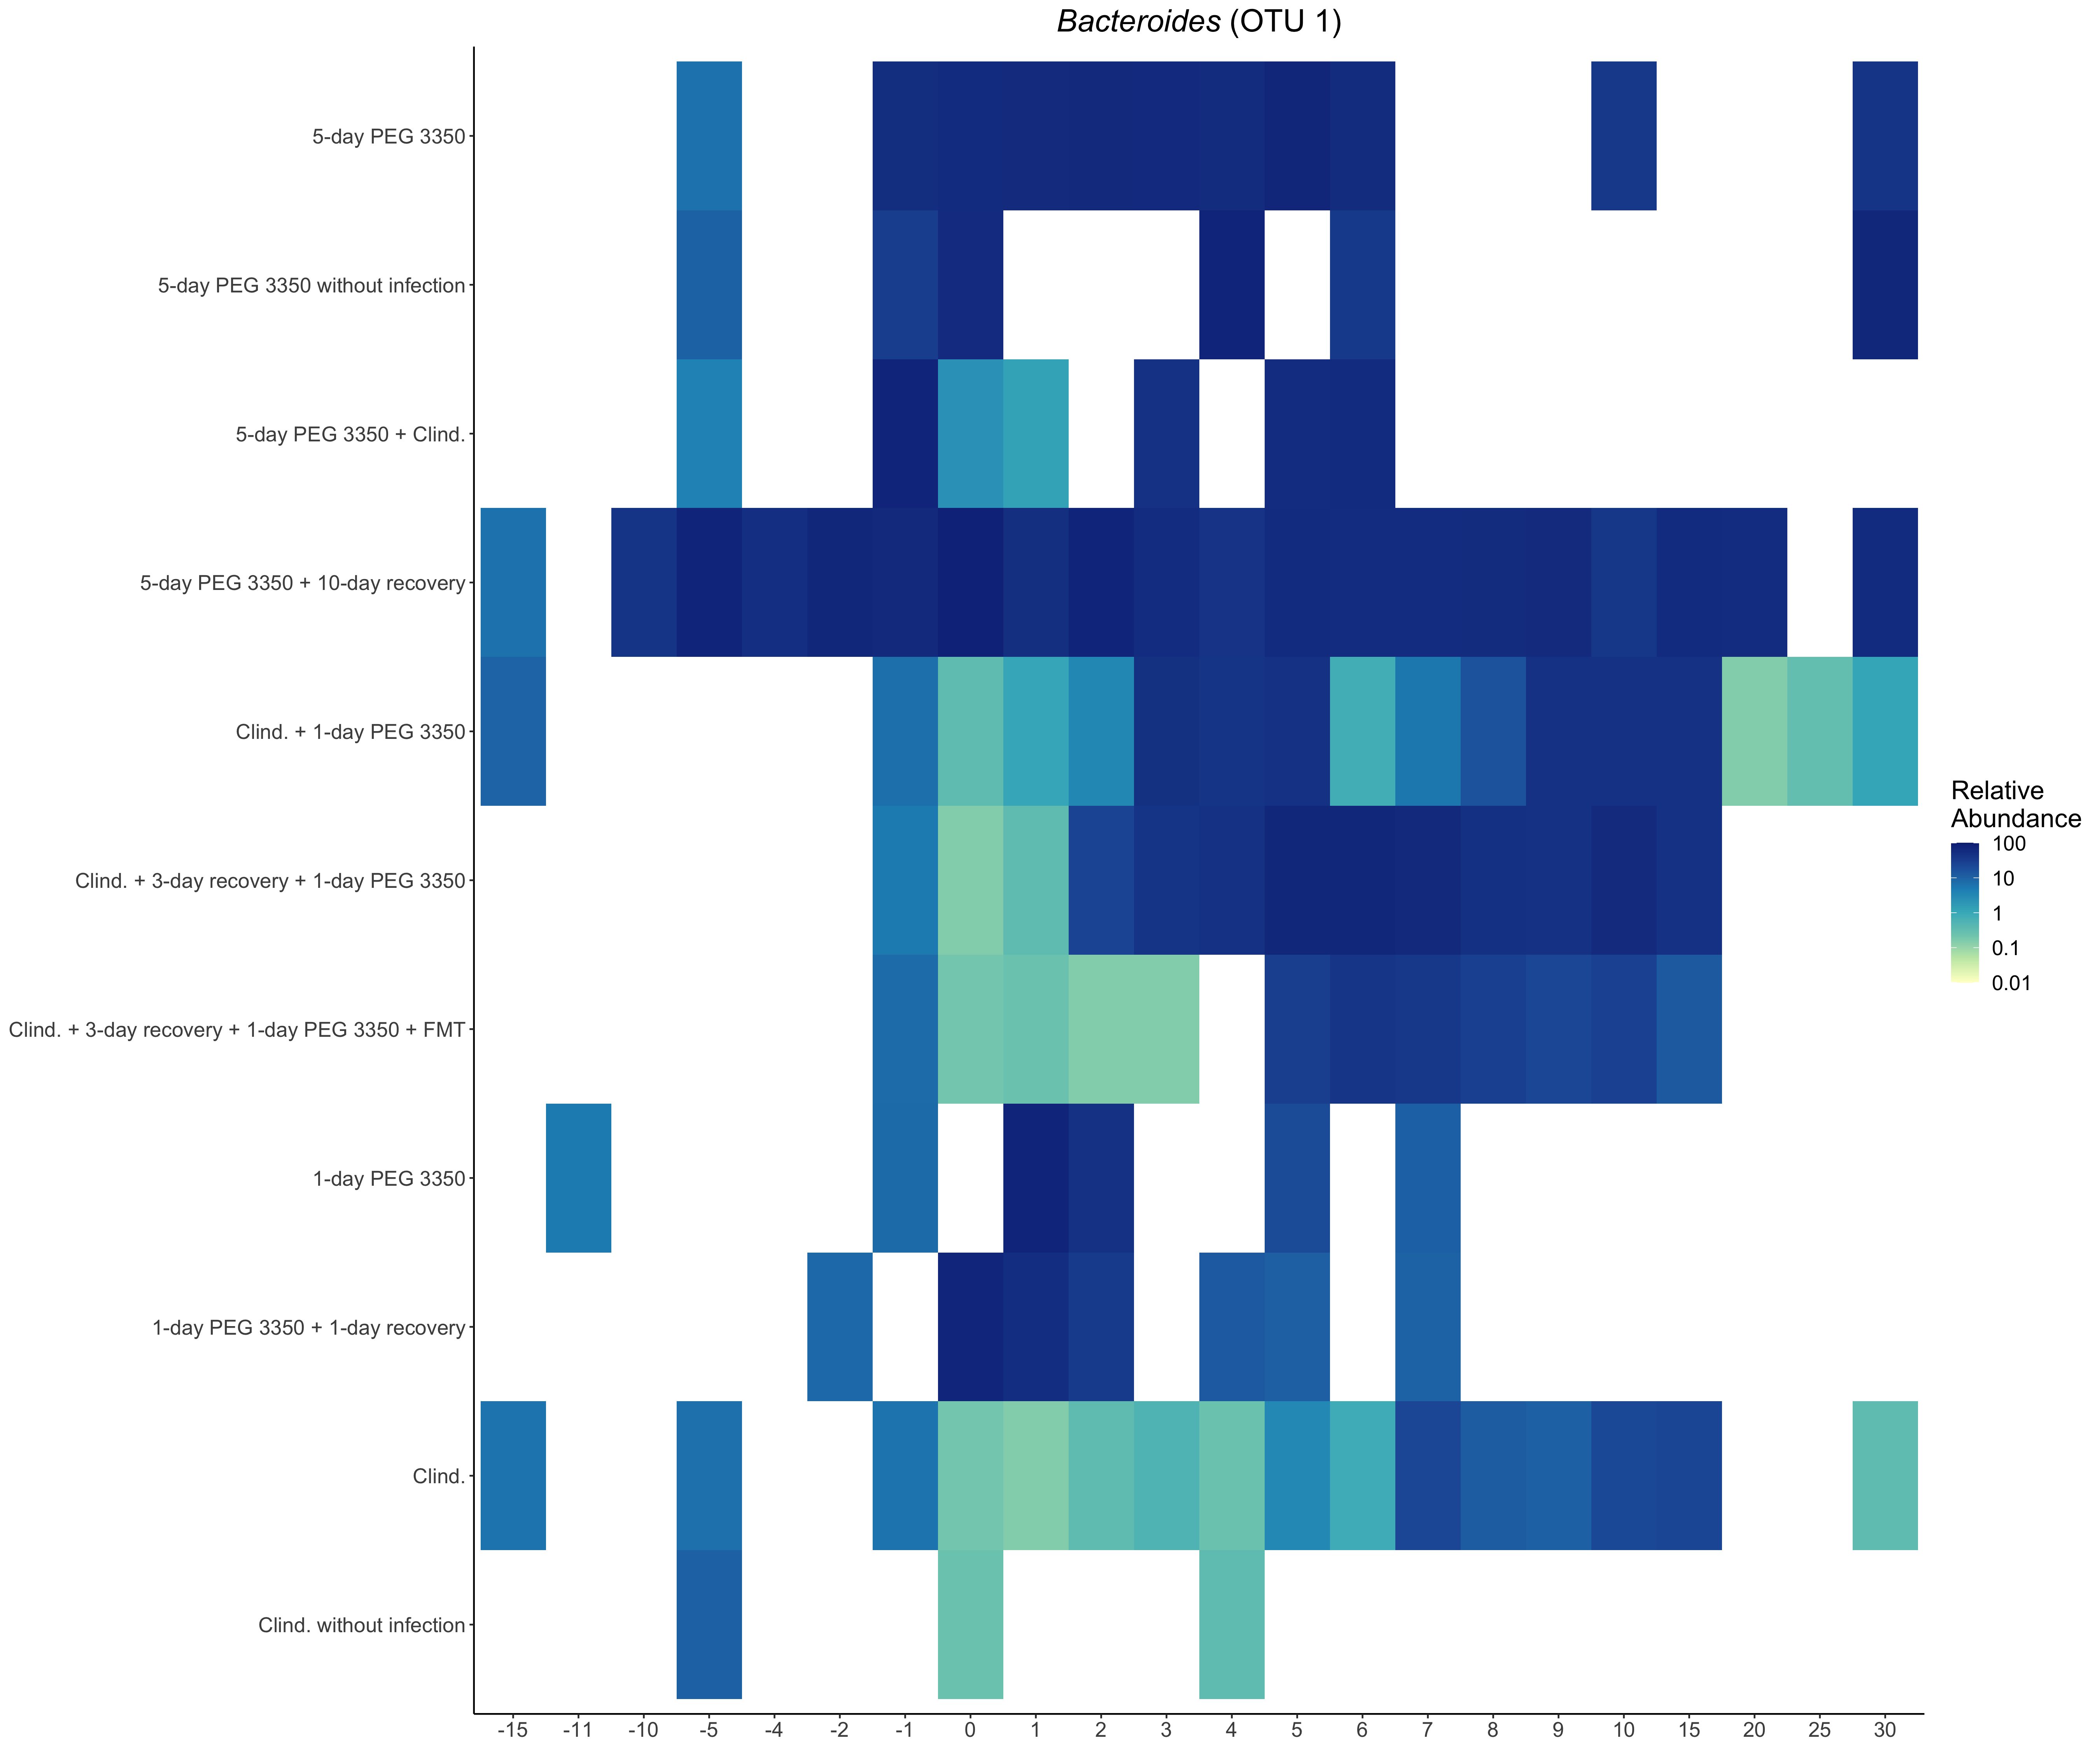 Bacteroides (OTU 1)
5-day PEG 3350
5-day PEG 3350 without infection
5-day PEG 3350 + Clind.
5-day PEG 3350 + 10-day recovery
Clind. + 1-day PEG 3350
Clind. + 3-day recovery + 1-day PEG 3350
Clind. + 3-day recovery + 1-day PEG 3350 + FMT
1-day PEG 3350
1-day PEG 3350 + 1-day recovery
Clind.
Clind. without infection
-15 -11 -10 -5 -4 -2 -1 0 1 2 3 4 5 6 7 8 9 10 15 20 25 30
Relative
Abundance
100
10
1
0.1
0.01